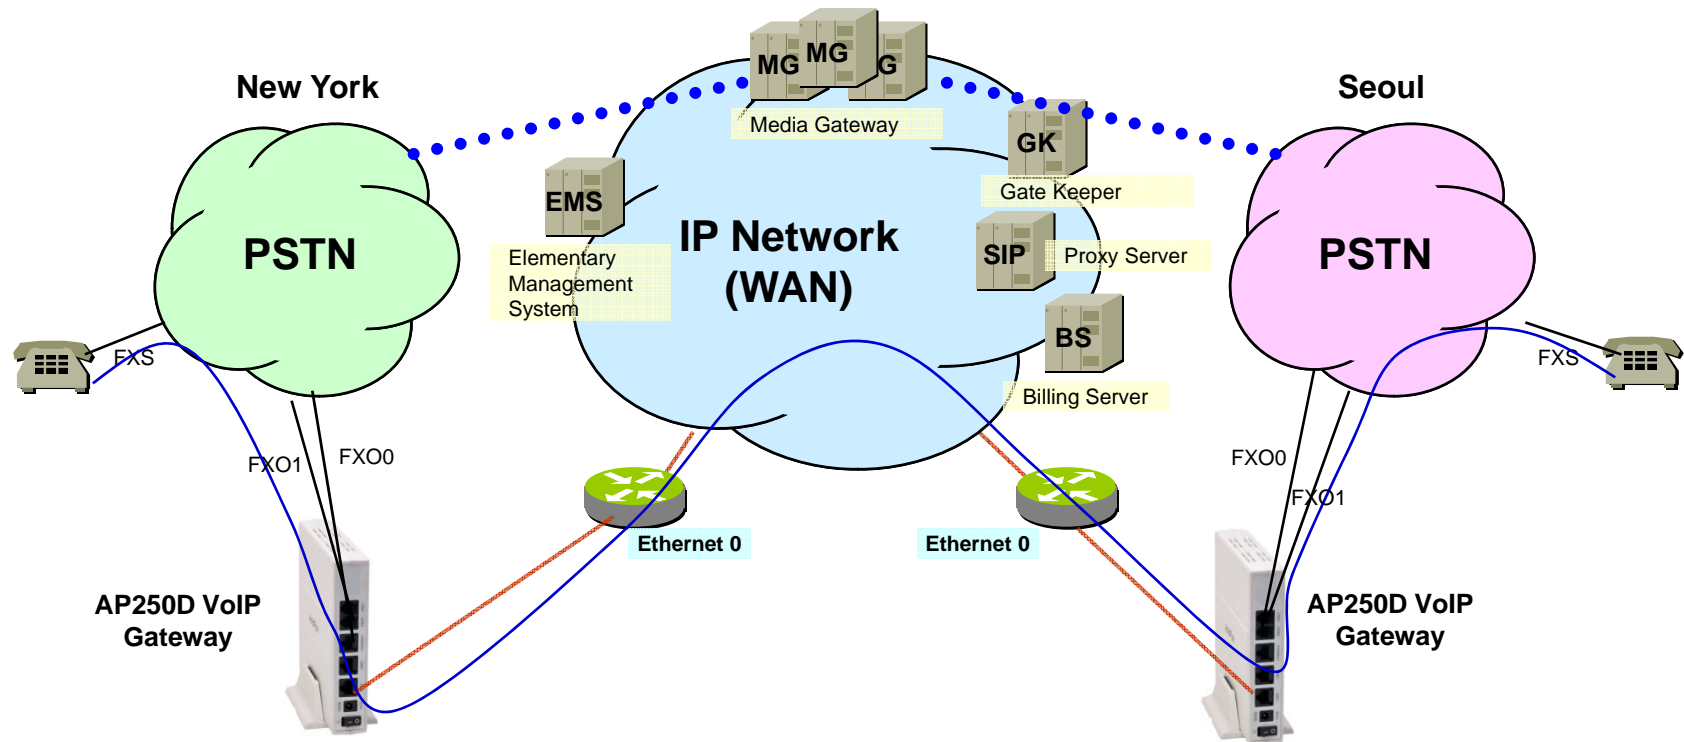 MG
MG
G
New York
Seoul
Media Gateway
GK
Gate Keeper
EMS
Elementary
Management
System
IP Network
(WAN)
PSTN
PSTN
SIP
Proxy Server
BS
Billing Server
FXS
FXS
FXO1
FXO0
FXO0
FXO1
Ethernet 0
Ethernet 0
AP250D VoIP
Gateway
AP250D VoIP
Gateway